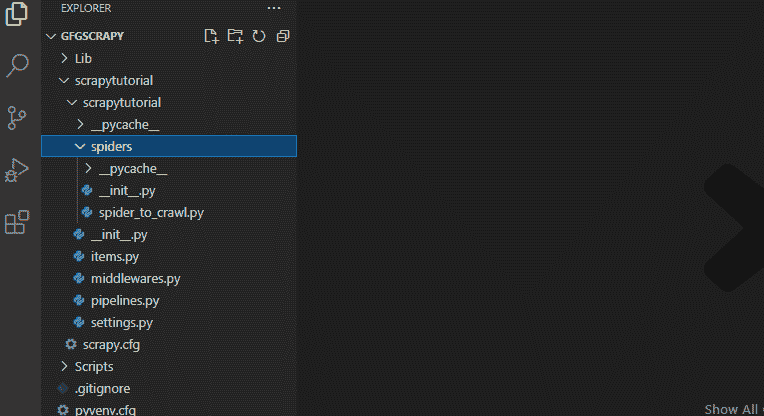 EXPLORER
GFGSCRAPY
Lib
scrapytutorial
scrapytutorial
__pycache__
spiders
__pycache__
__init__.py
spider_to_crawl.py
__init__.py
items.py
middlewares.py
pipelines.py
settings.py
scrapy.cfg
Scripts
.gitignore
pyvenv.cfg
Show All